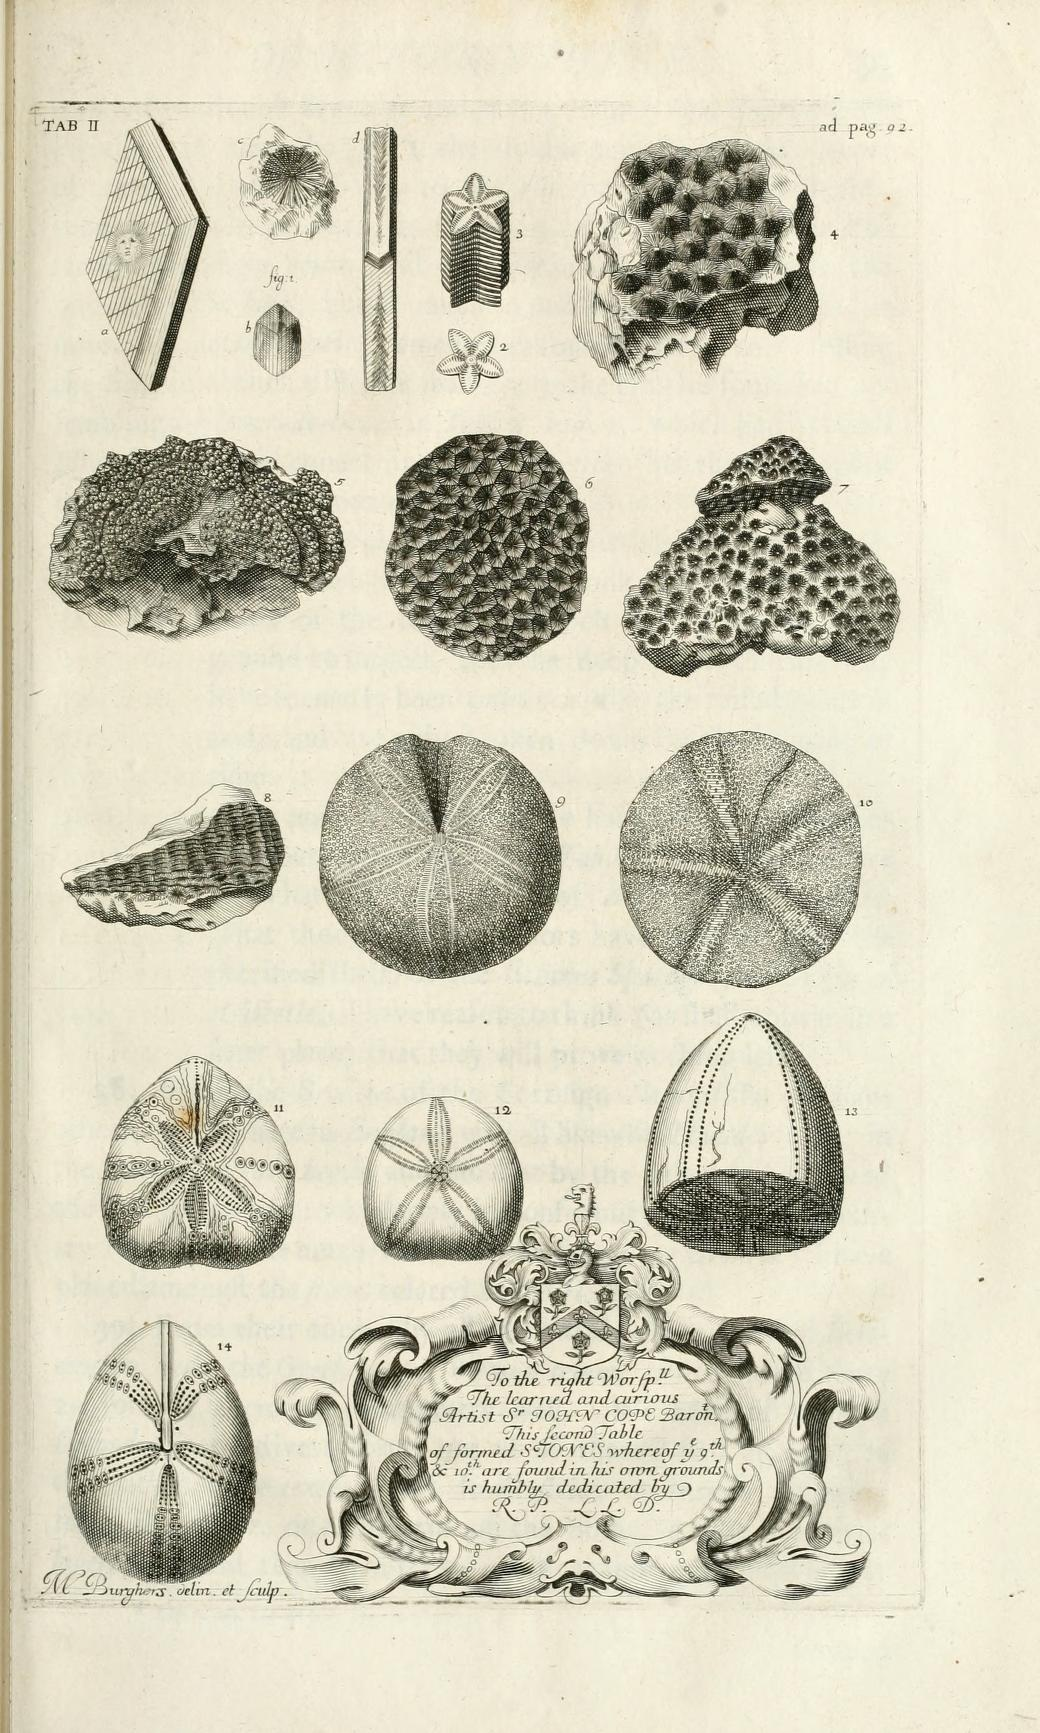 TAB II
ad pag. 92.
a
c
fig: 1.
b
d
3
2
4
5
6
7
8
9
10
11
12
13
14
To the right Worſp.ll
The learned and curious
Artist Sr JOHN COPE Baront.
This ſecond Table
of formed STONES whereof ye 9th
& 10.th are found in his own grounds
is humbly dedicated by
R. P. L L D.
M Burghers. delin. et ſculp.